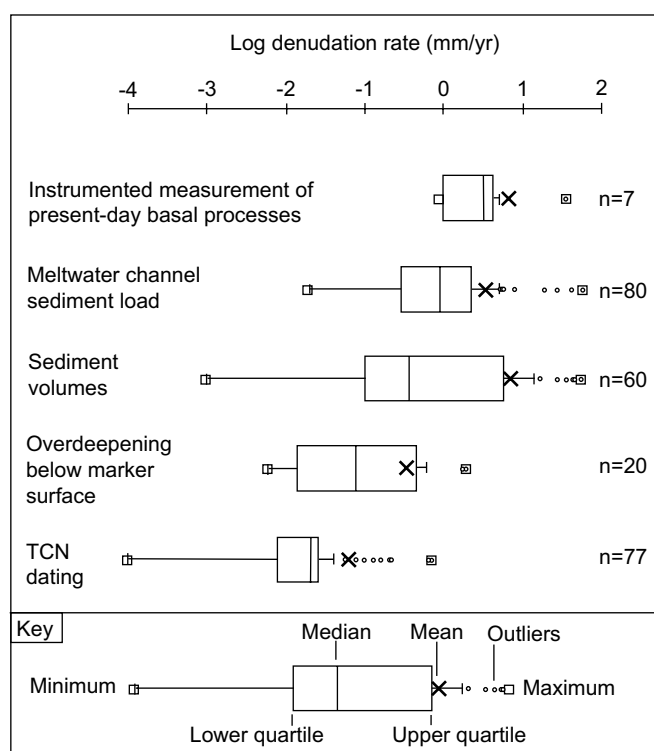 Log denudation rate (mm/yr)
-4 -3 -2 -1 0 1 2
Instrumented measurement of
present-day basal processes
n=7
Meltwater channel
sediment load
n=80
Sediment
volumes
n=60
Overdeepening
below marker
surface
n=20
TCN
dating
n=77
Key
Median Mean Outliers
Minimum Maximum
Lower quartile Upper quartile